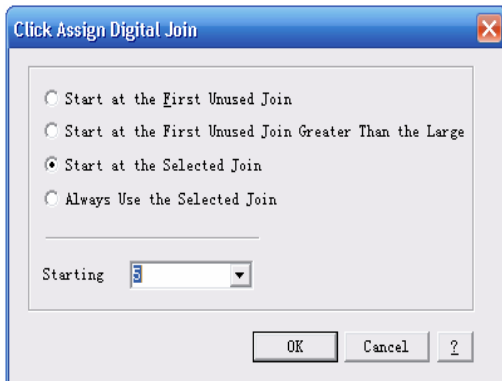 Click Assign Digital Join
Start at the First Unused Join
Start at the First Unused Join Greater Than the Large
Start at the Selected Join
Always Use the Selected Join
Starting 5
OK Cancel ?